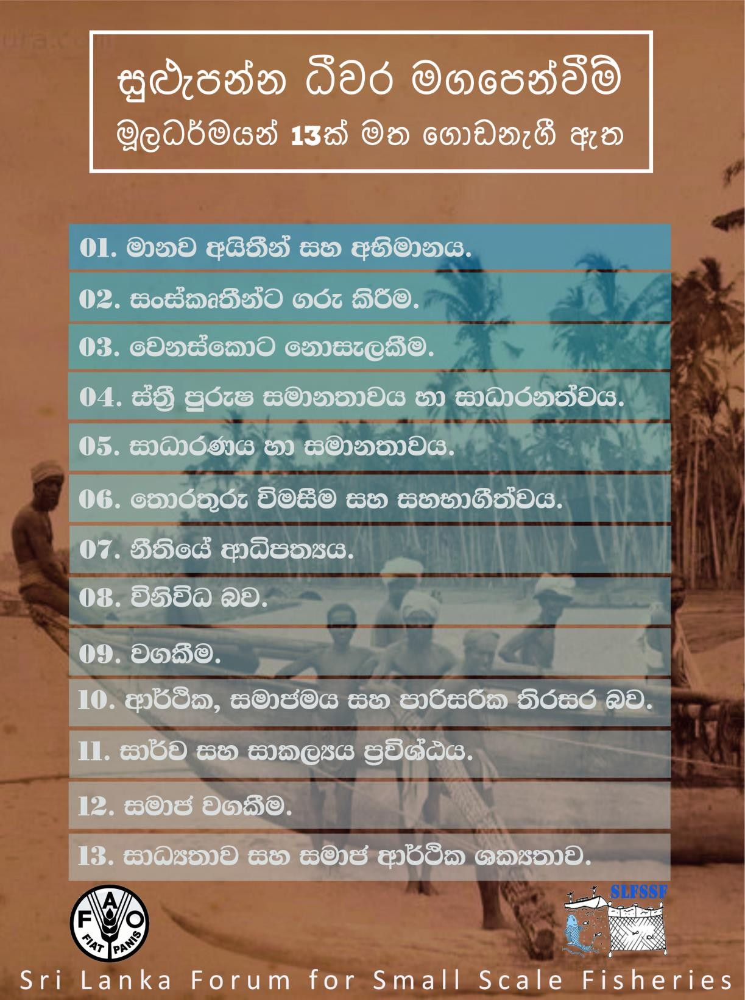 ura.com
සුළුපන්න ධීවර මගපෙන්වීම්
මූලධර්මයන් 13ක් මත ගොඩනැගී ඇත
01. මානව අයිතීන් සහ අභිමානය.
02. සංස්කෘතීන්ට ගරු කිරීම.
03. වෙනස්කොට නොසැලකීම.
04. ස්ත්‍රී පුරුෂ සමානතාවය හා සාධාරනත්වය.
05. සාධාරණය හා සමානතාවය.
06. තොරතුරු විමසීම සහ සහභාගීත්වය.
07. නීතියේ ආධිපත්‍යය.
08. විනිවිධ බව.
09. වගකීම.
10. ආර්ථික, සමාජමය සහ පාරිසරික තිරසර බව.
11. සාර්ව සහ සාකල්‍යය ප්‍රවිශ්ඨය.
12. සමාජ වගකීම.
13. සාධ්‍යතාව සහ සමාජ ආර්ථික ශක්‍යතාව.
FAO
FIAT PANIS
SLFSSF
Sri Lanka Forum for Small Scale Fisheries